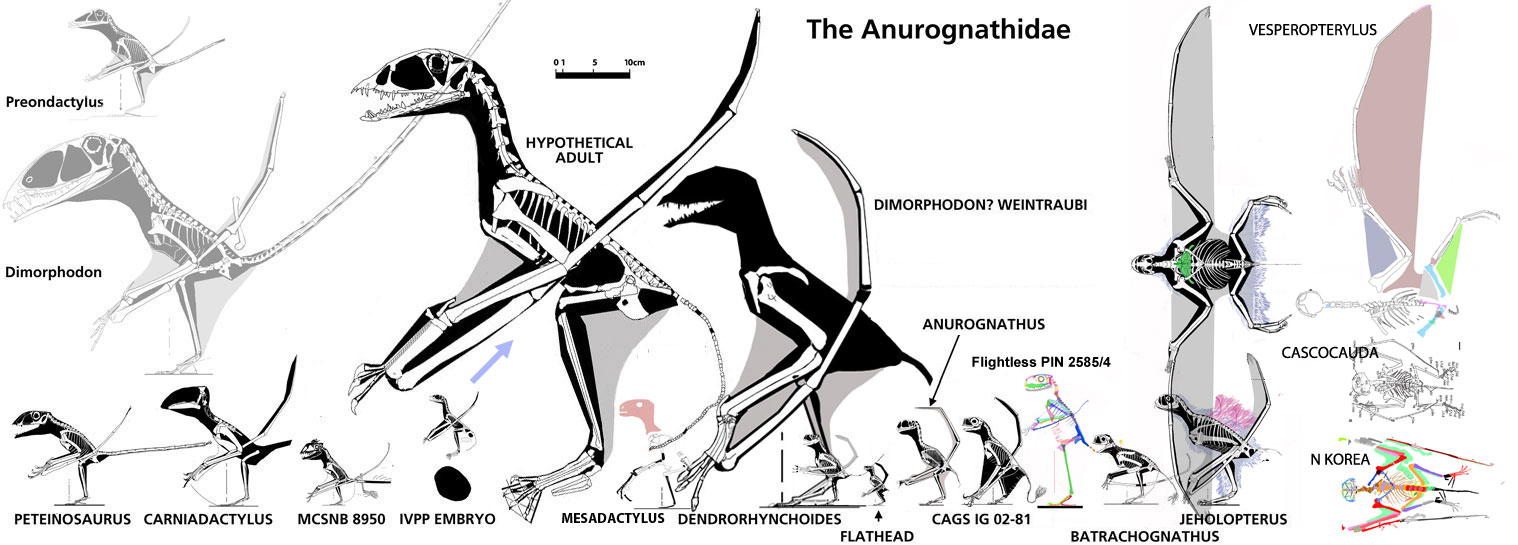 The Anurognathidae
VESPEROPTERYLUS
0 1 5 10cm
Preondactylus
HYPOTHETICAL
ADULT
DIMORPHODON? WEINTRAUBI
Dimorphodon
ANUROGNATHUS
CASCOCAUDA
Flightless PIN 2585/4
N KOREA
PETEINOSAURUS
CARNIADACTYLUS
MCSNB 8950
IVPP EMBRYO
MESADACTYLUS
DENDRORHYNCHOIDES
CAGS IG 02-81
JEHOLOPTERUS
FLATHEAD
BATRACHOGNATHUS